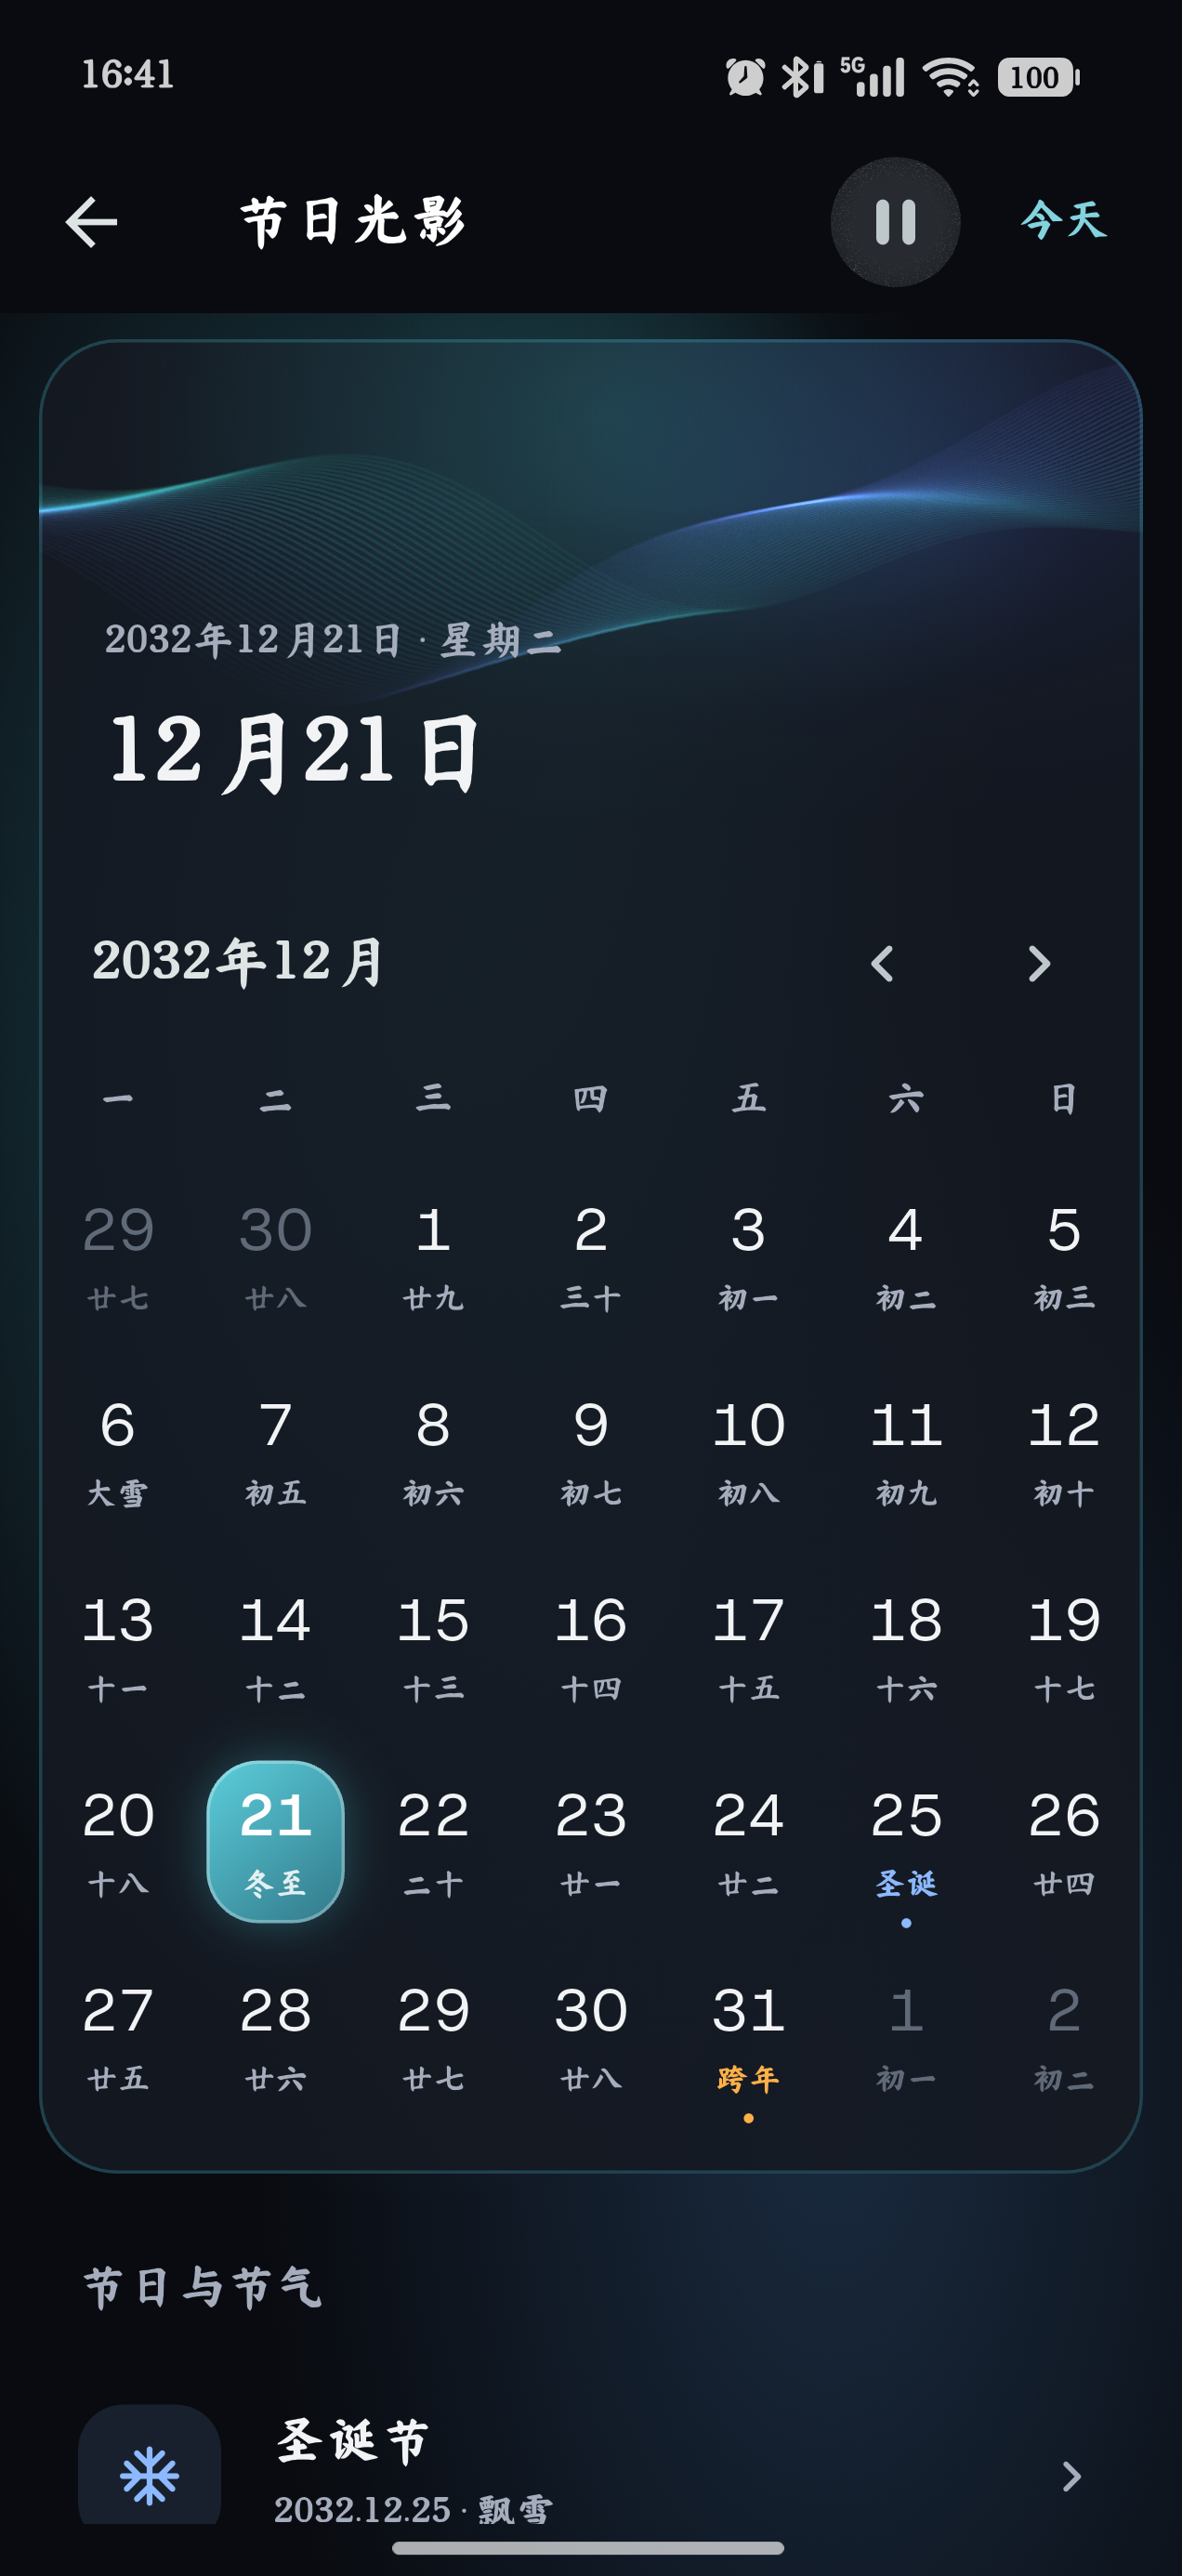 16:41 5G 100
节日光影 今天
2032年12月21日 · 星期二
12月21日
2032年12月
一 二 三 四 五 六 日
29 30 1 2 3 4 5
廿七 廿八 廿九 三十 初一 初二 初三
6 7 8 9 10 11 12
大雪 初五 初六 初七 初八 初九 初十
13 14 15 16 17 18 19
十一 十二 十三 十四 十五 十六 十七
20 21 22 23 24 25 26
十八 冬至 二十 廿一 廿二 圣诞 廿四
27 28 29 30 31 1 2
廿五 廿六 廿七 廿八 跨年 初一 初二
节日与节气
圣诞节
2032.12.25 · 飘雪